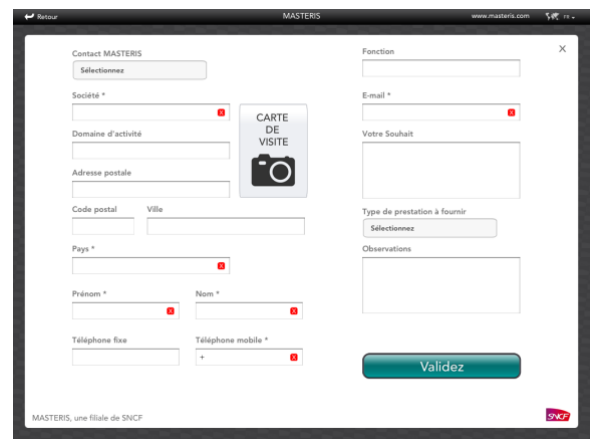 Retour
MASTERIS
www.masteris.com
FR
Contact MASTERIS
Sélectionnez
Société *
X
Domaine d'activité
Adresse postale
Code postal
Ville
Pays *
X
Prénom *
X
Nom *
X
Téléphone fixe
Téléphone mobile *
+
X
CARTE
DE
VISITE
Fonction
X
E-mail *
X
Votre Souhait
Type de prestation à fournir
Sélectionnez
Observations
Validez
MASTERIS, une filiale de SNCF
SNCF